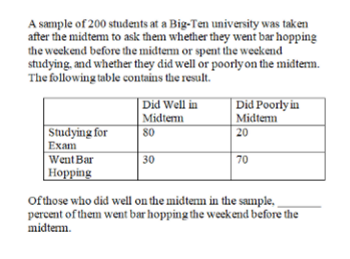 A sample of 200 students at a Big-Ten university was taken
after the midterm to ask them whether they went bar hopping
the weekend before the midterm or spent the weekend
studying, and whether they did well or poorly on the midterm.
The following table contains the result.
Did Well in Midterm Did Poorly in Midterm
Studying for Exam 80 20
Went Bar Hopping 30 70
Of those who did well on the midterm in the sample, ______
percent of them went bar hopping the weekend before the
midterm.